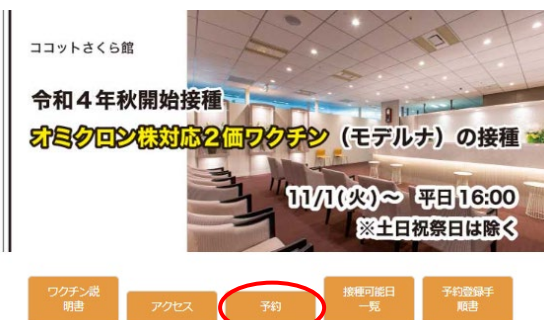 ココットさくら館
令和４年秋開始接種
オミクロン株対応２価ワクチン（モデルナ）の接種
11/1(火)～　平日 16:00
※土日祝祭日は除く
ワクチン説
明書
アクセス
予約
接種可能日
一覧
予約登録手
順書